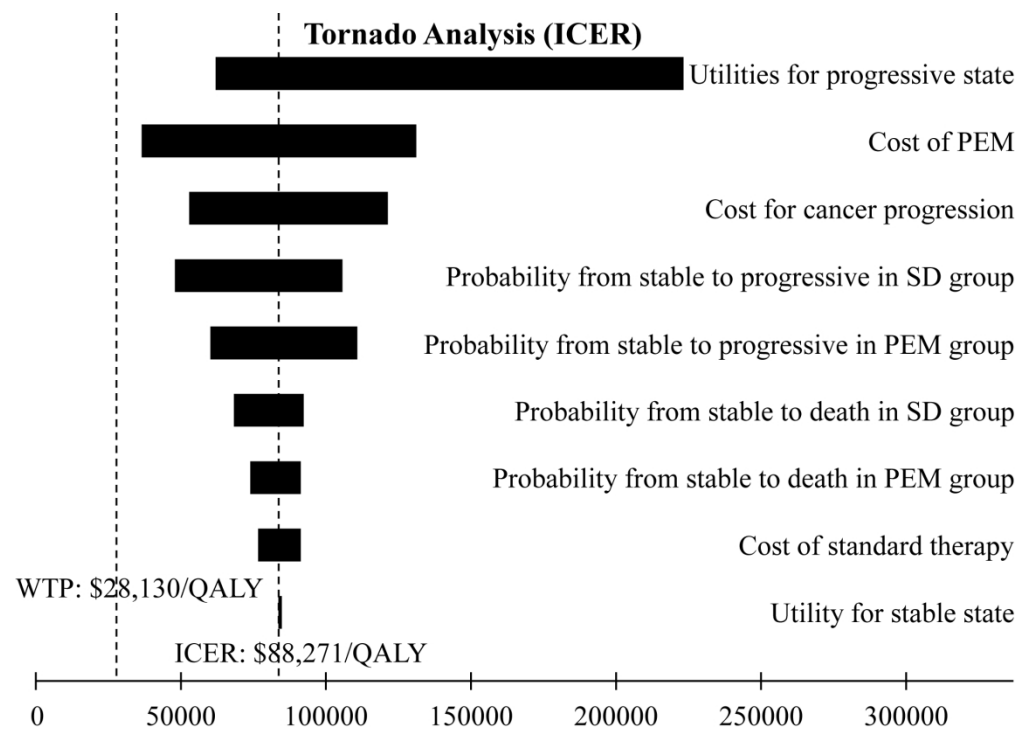 Tornado Analysis (ICER)
Utilities for progressive state
Cost of PEM
Cost for cancer progression
Probability from stable to progressive in SD group
Probability from stable to progressive in PEM group
Probability from stable to death in SD group
Probability from stable to death in PEM group
Cost of standard therapy
WTP: $28,130/QALY
Utility for stable state
ICER: $88,271/QALY
0 50000 100000 150000 200000 250000 300000